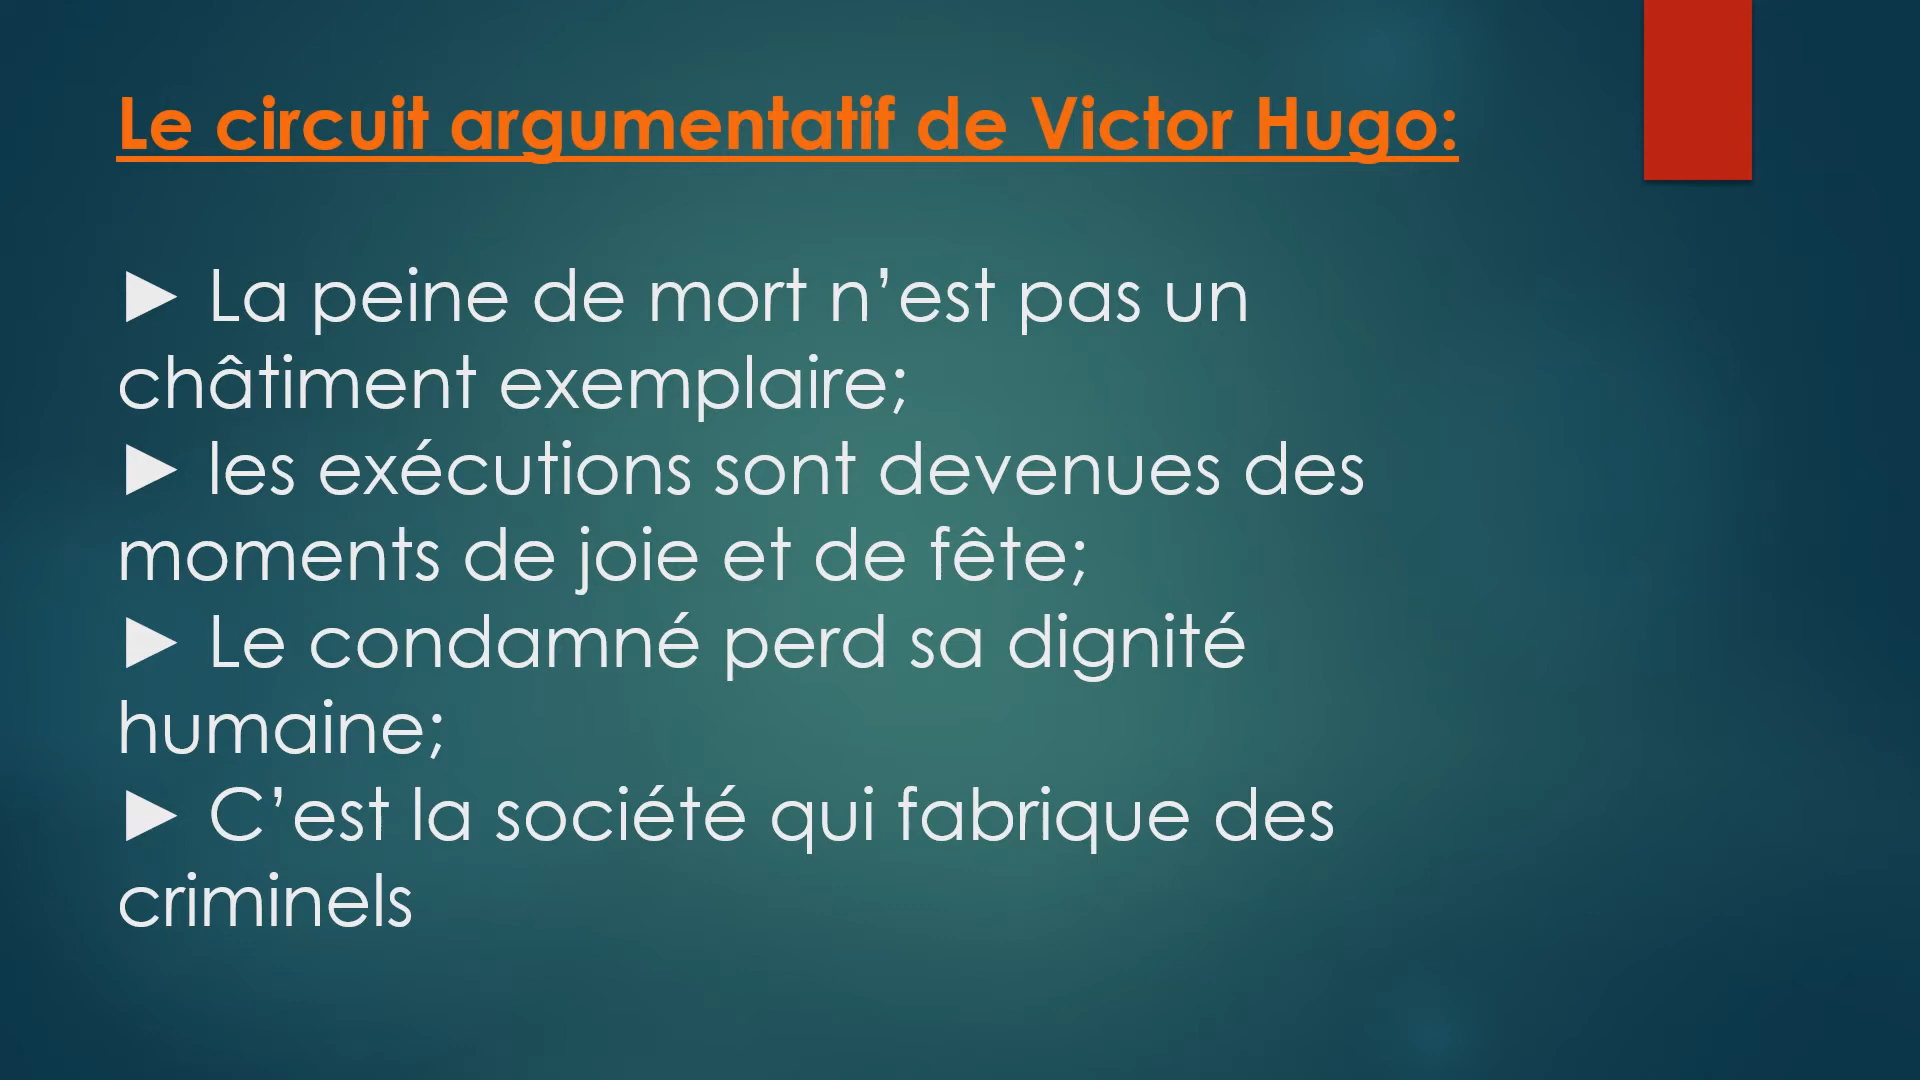 Le circuit argumentatif de Victor Hugo:
► La peine de mort n’est pas un
châtiment exemplaire;
► les exécutions sont devenues des
moments de joie et de fête;
► Le condamné perd sa dignité
humaine;
► C’est la société qui fabrique des
criminels